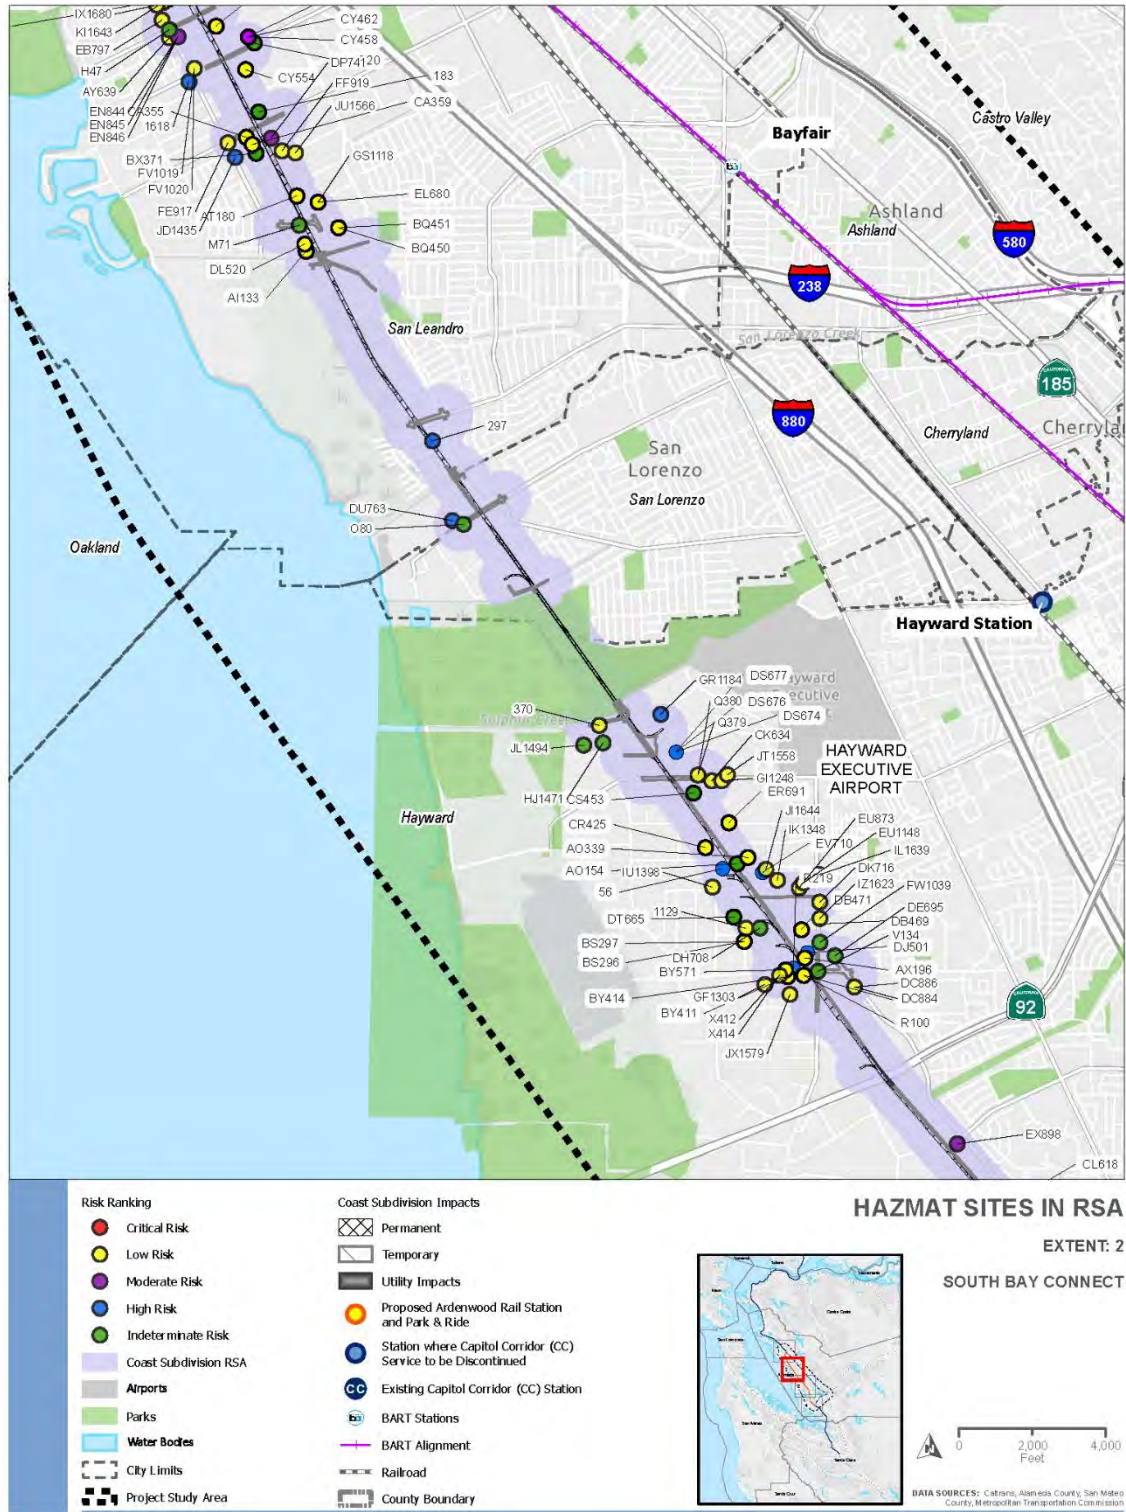 IX1680
KI1643
EB797
H47
AY639
EN844
CA355
EN845
EN846
1618
BX371
FV1019
FV1020
FE917
AT180
JD1435
M71
DL520
AI133
CY462
CY458
DP741
CY554
FF919
183
JU1566
CA359
GS1118
EL680
BQ451
BQ450
Bayfair
Castro Valley
Ashland
Ashland
580
238
San Leandro
San Lorenzo Creek
185
880
297
San
Lorenzo
San Lorenzo
Cherryland
DU763
O80
Oakland
Hayward Station
GR1184
DS677
Q380
DS676
Q379
DS674
370
Sulphur Creek
CK634
JL1494
JT1558
GI1248
HAYWARD
EXECUTIVE
AIRPORT
HJ1471
CS453
ER691
Hayward
CR425
JI1644
IK1348
EU873
AO339
EV710
EU1148
IL1639
AO154
IU1398
R219
DK716
56
IZ1623
FW1039
DB471
DE695
DT665
1129
DB469
V134
BS297
DJ501
BS296
DH708
AX196
BY571
DC886
BY414
GF1303
DC884
BY411
X412
R100
X414
JX1579
92
EX898
CL618
Risk Ranking
Critical Risk
Low Risk
Moderate Risk
High Risk
Indeterminate Risk
Coast Subdivision RSA
Airports
Parks
Water Bodies
City Limits
Project Study Area
Coast Subdivision Impacts
Permanent
Temporary
Utility Impacts
Proposed Ardenwood Rail Station
and Park & Ride
Station where Capitol Corridor (CC)
Service to be Discontinued
CC Existing Capitol Corridor (CC) Station
BART Stations
BART Alignment
Railroad
County Boundary
HAZMAT SITES IN RSA
EXTENT: 2
SOUTH BAY CONNECT
0 2,000 4,000
Feet
DATA SOURCES: Caltrans, Alameda County, San Mateo
County, Metropolitan Transportation Commission